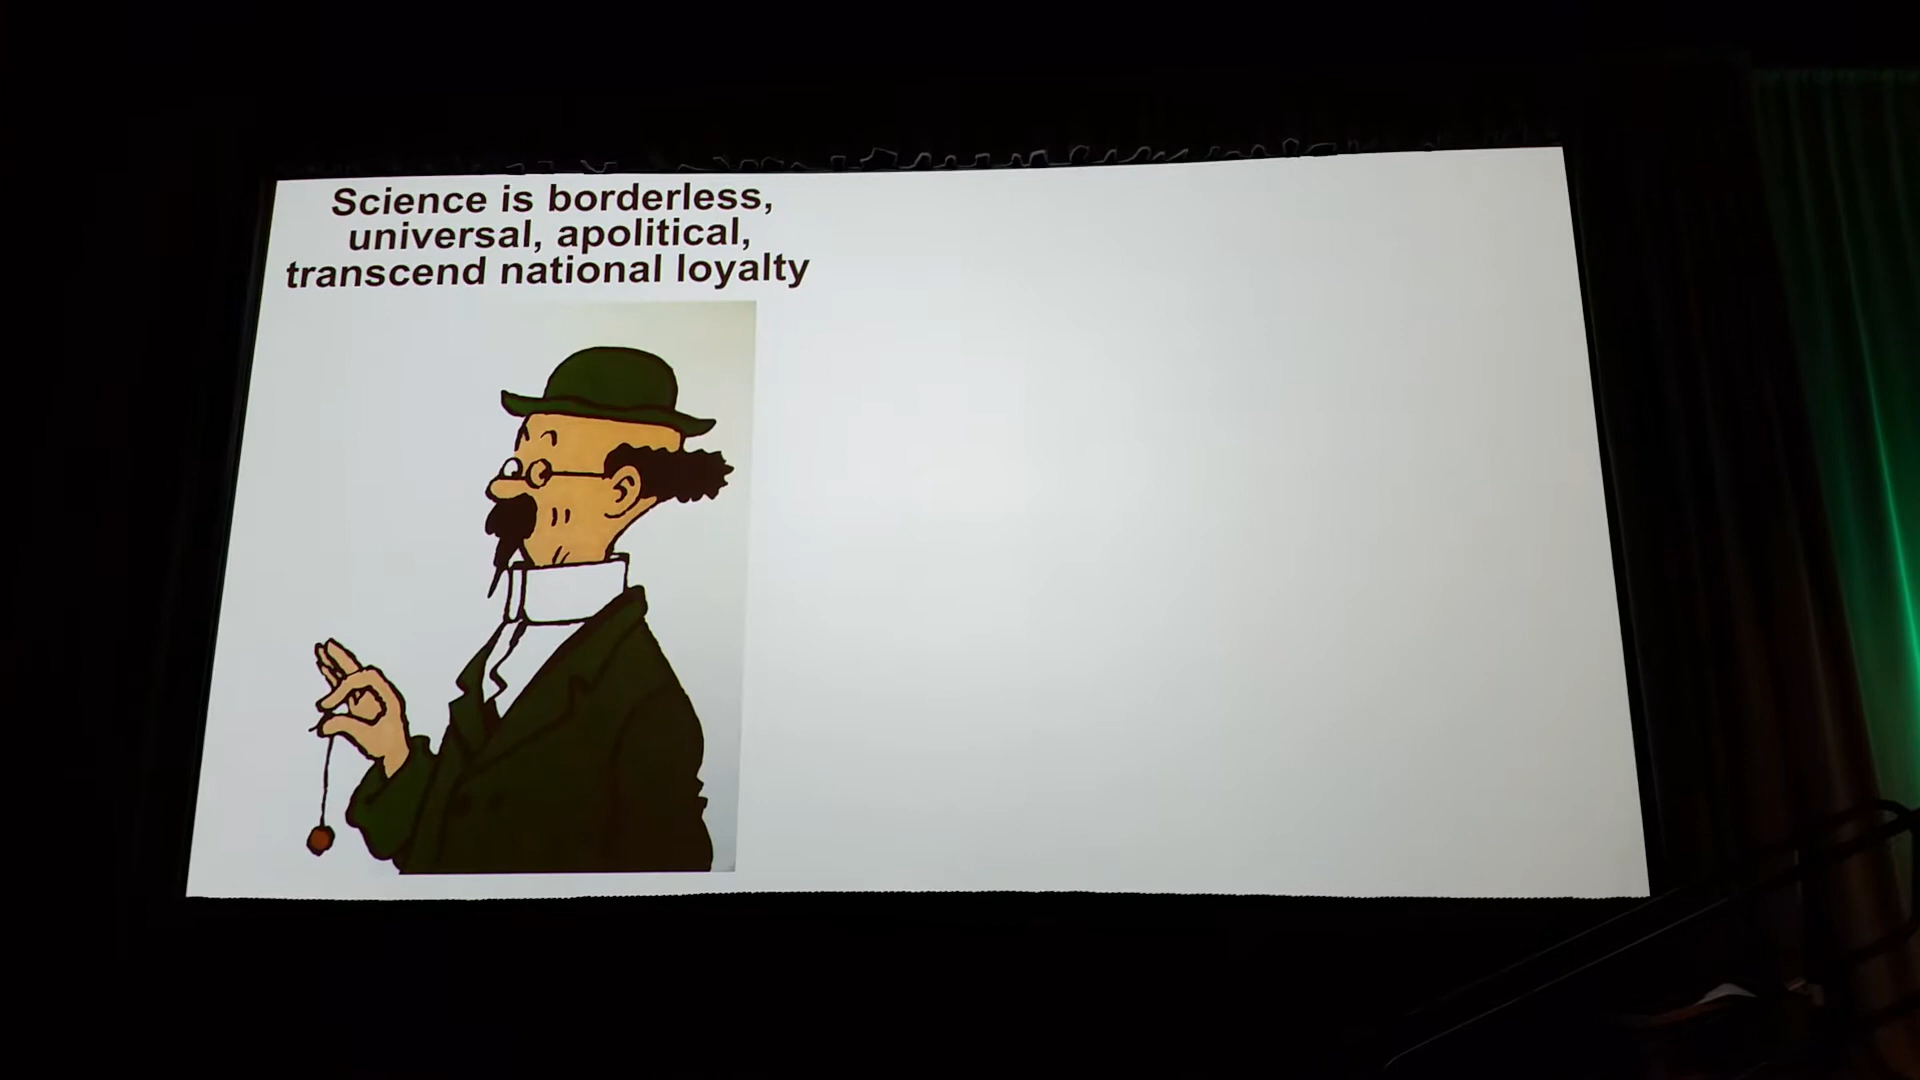 Science is borderless,
universal, apolitical,
transcend national loyalty